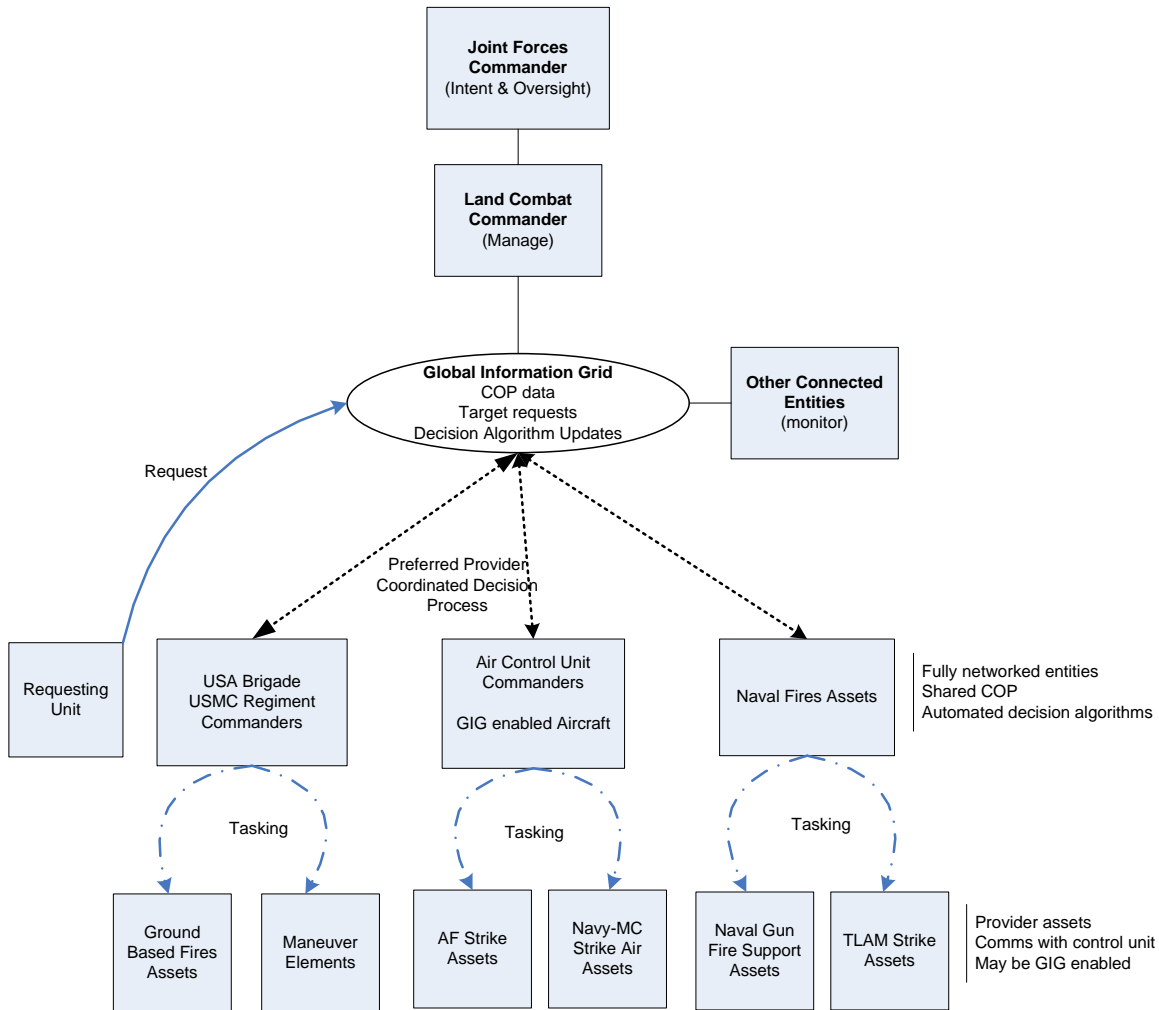 Joint Forces
Commander
(Intent & Oversight)
Land Combat
Commander
(Manage)
Global Information Grid
COP data
Target requests
Decision Algorithm Updates
Other Connected
Entities
(monitor)
Request
Preferred Provider
Coordinated Decision
Process
Requesting
Unit
USA Brigade
USMC Regiment
Commanders
Air Control Unit
Commanders
GIG enabled Aircraft
Naval Fires Assets
Fully networked entities
Shared COP
Automated decision algorithms
Tasking
Tasking
Tasking
Ground
Based Fires
Assets
Maneuver
Elements
AF Strike
Assets
Navy-MC
Strike Air
Assets
Naval Gun
Fire Support
Assets
TLAM Strike
Assets
Provider assets
Comms with control unit
May be GIG enabled